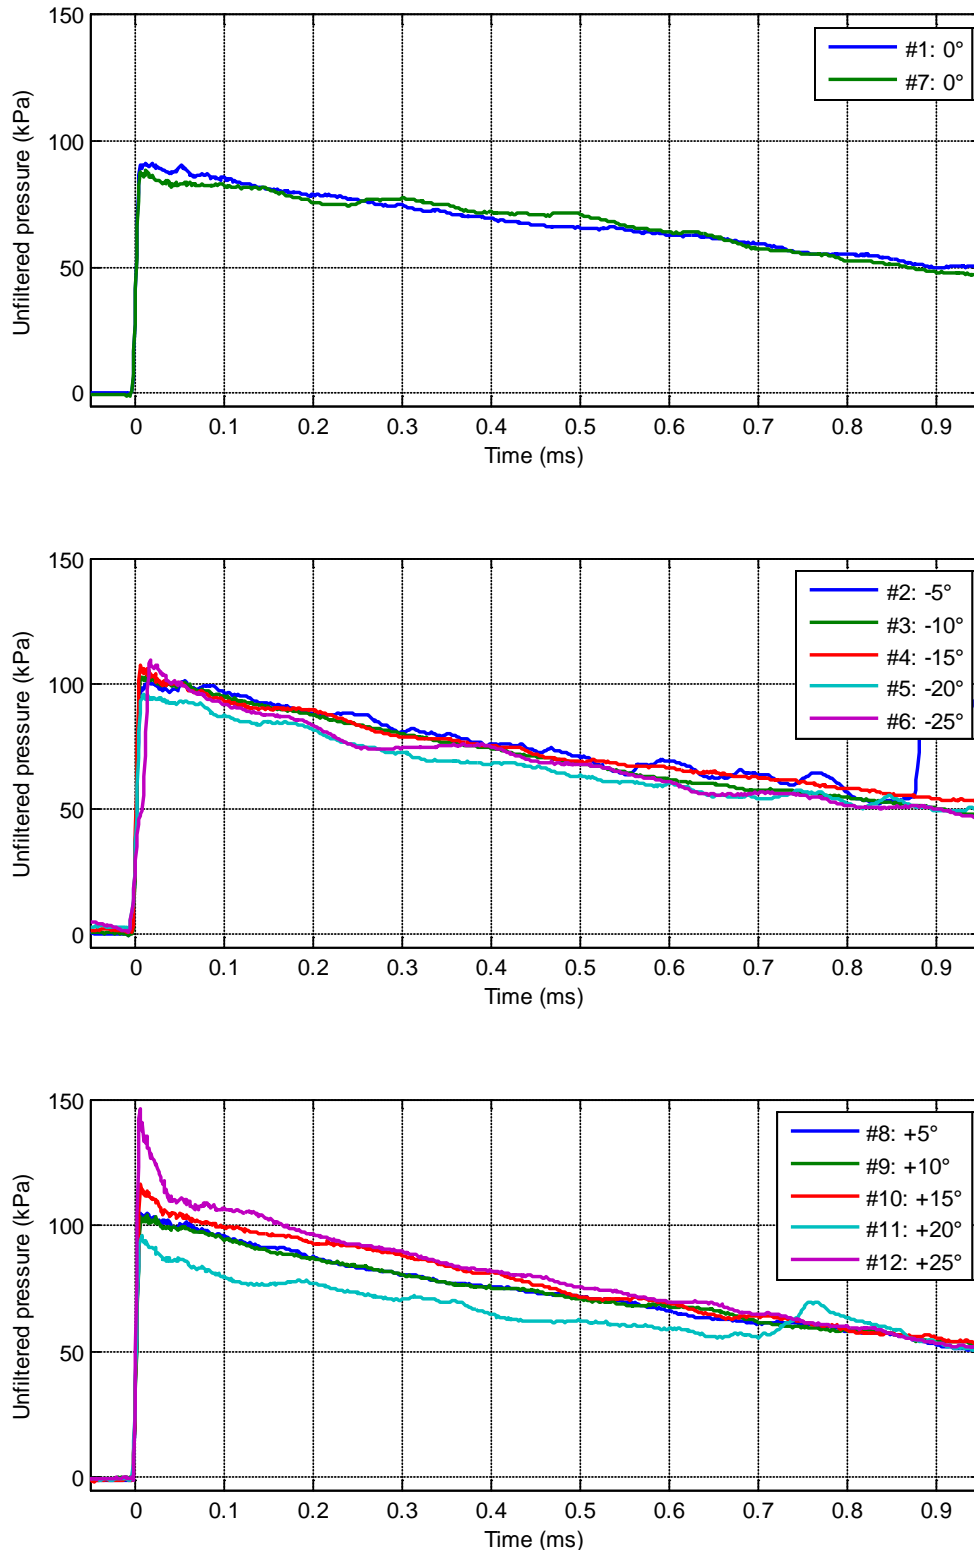 150
100
50
0
Unfiltered pressure (kPa)
#1: 0°
#7: 0°
0 0.1 0.2 0.3 0.4 0.5 0.6 0.7 0.8 0.9
Time (ms)
150
100
50
0
Unfiltered pressure (kPa)
#2: -5°
#3: -10°
#4: -15°
#5: -20°
#6: -25°
0 0.1 0.2 0.3 0.4 0.5 0.6 0.7 0.8 0.9
Time (ms)
150
100
50
0
Unfiltered pressure (kPa)
#8: +5°
#9: +10°
#10: +15°
#11: +20°
#12: +25°
0 0.1 0.2 0.3 0.4 0.5 0.6 0.7 0.8 0.9
Time (ms)